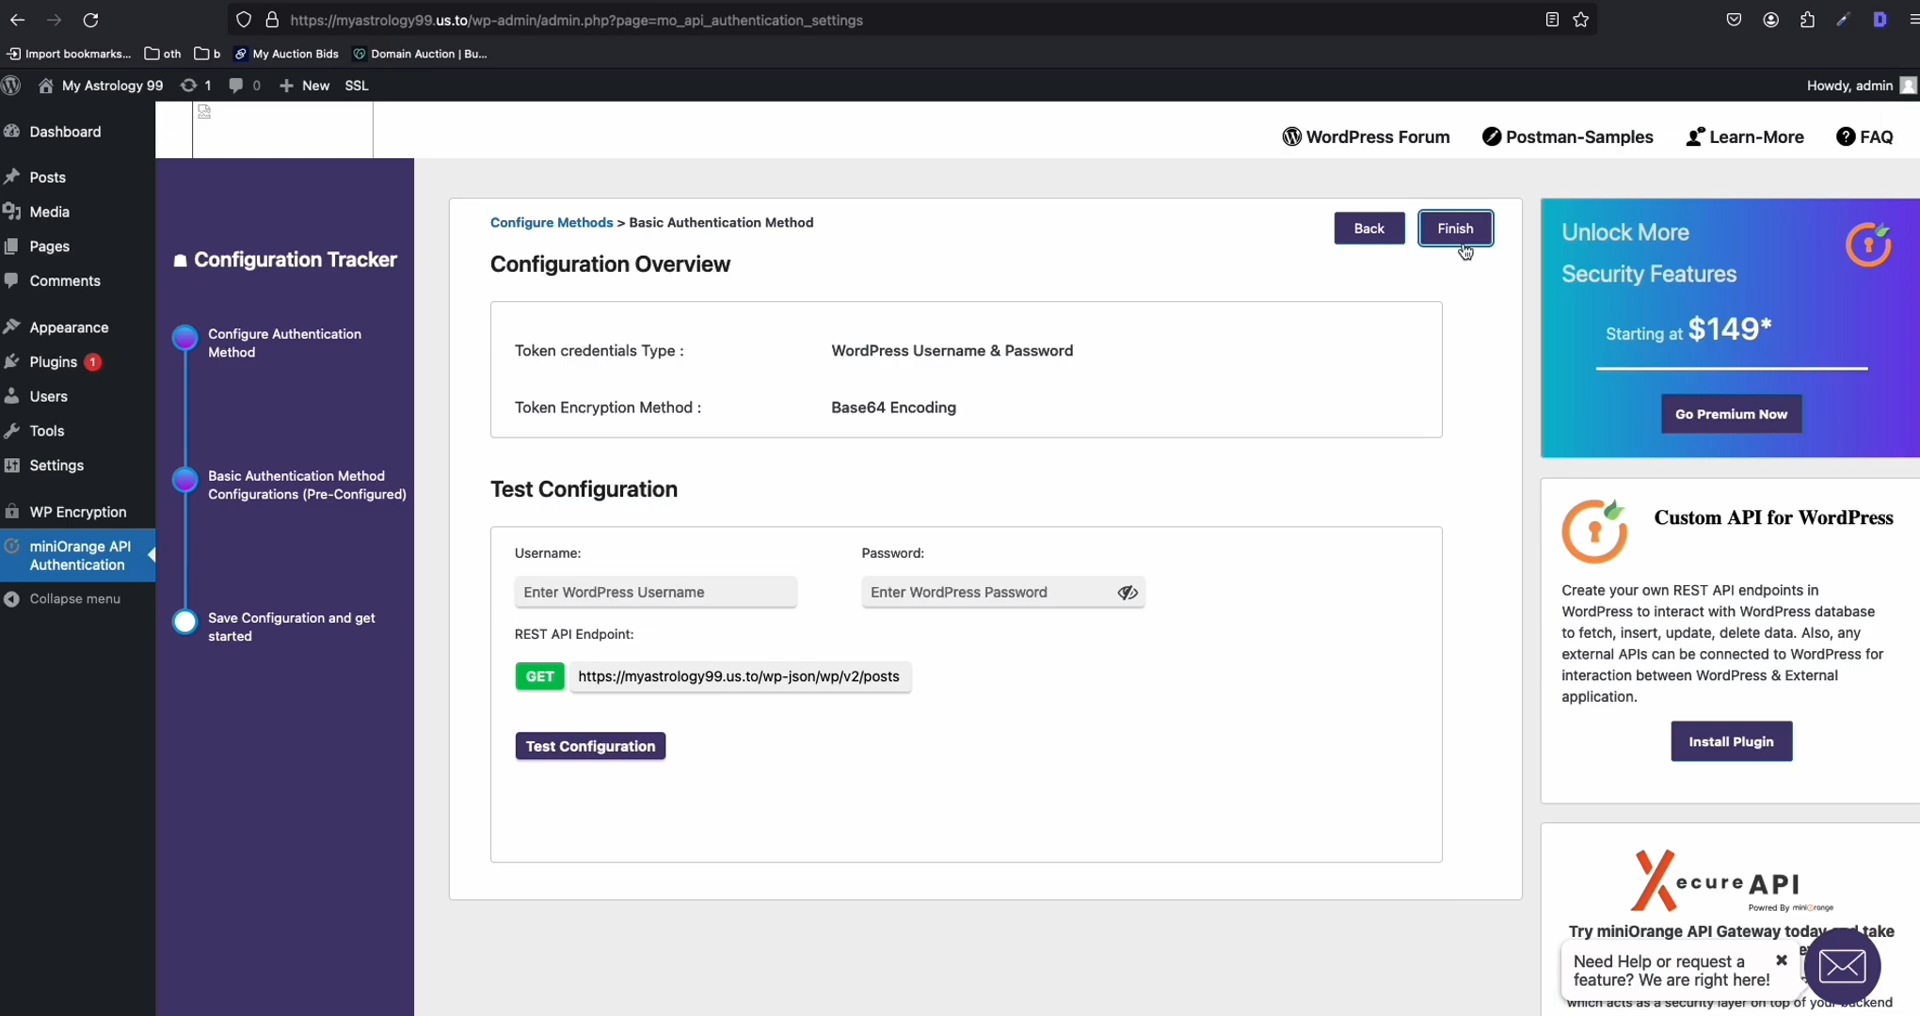 https://myastrology99.us.to/wp-admin/admin.php?page=mo_api_authentication_settings
Import bookmarks...
oth
b
My Auction Bids
Domain Auction | Bu...
My Astrology 99
1
0
New
SSL
Howdy, admin
Dashboard
Posts
Media
Pages
Comments
Appearance
Plugins 1
Users
Tools
Settings
WP Encryption
miniOrange API
Authentication
Collapse menu
WordPress Forum
Postman-Samples
Learn-More
FAQ
Configuration Tracker
Configure Authentication
Method
Basic Authentication Method
Configurations (Pre-Configured)
Save Configuration and get
started
Configure Methods > Basic Authentication Method
Back
Finish
Configuration Overview
Token credentials Type :
WordPress Username & Password
Token Encryption Method :
Base64 Encoding
Test Configuration
Username:
Password:
Enter WordPress Username
Enter WordPress Password
REST API Endpoint:
GET
https://myastrology99.us.to/wp-json/wp/v2/posts
Test Configuration
Unlock More
Security Features
Starting at $149*
Go Premium Now
Custom API for WordPress
Create your own REST API endpoints in
WordPress to interact with WordPress database
to fetch, insert, update, delete data. Also, any
external APIs can be connected to WordPress for
interaction between WordPress & External
application.
Install Plugin
XecureAPI
Powred By miniOrange
Try miniOrange API Gateway today and take
Need Help or request a
feature? We are right here!
which acts as a security layer on top of your backend